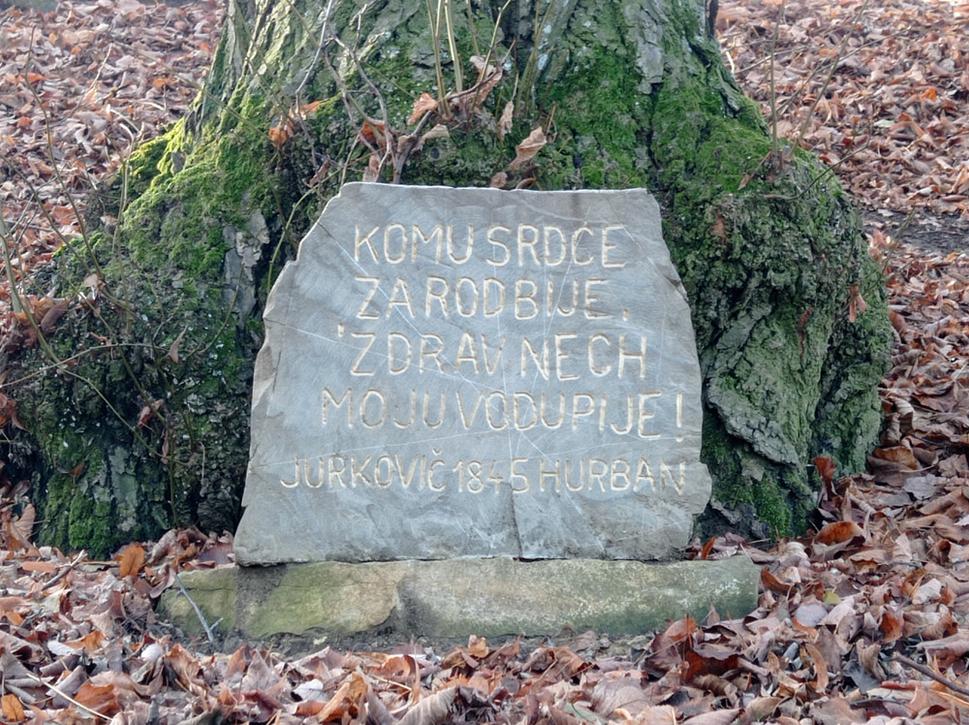 KOMU SRDCE
ZA ROD BIJE,
'ZDRAV NECH
MOJU VODU PIJE!
JURKOVIČ 1845 HURBAN